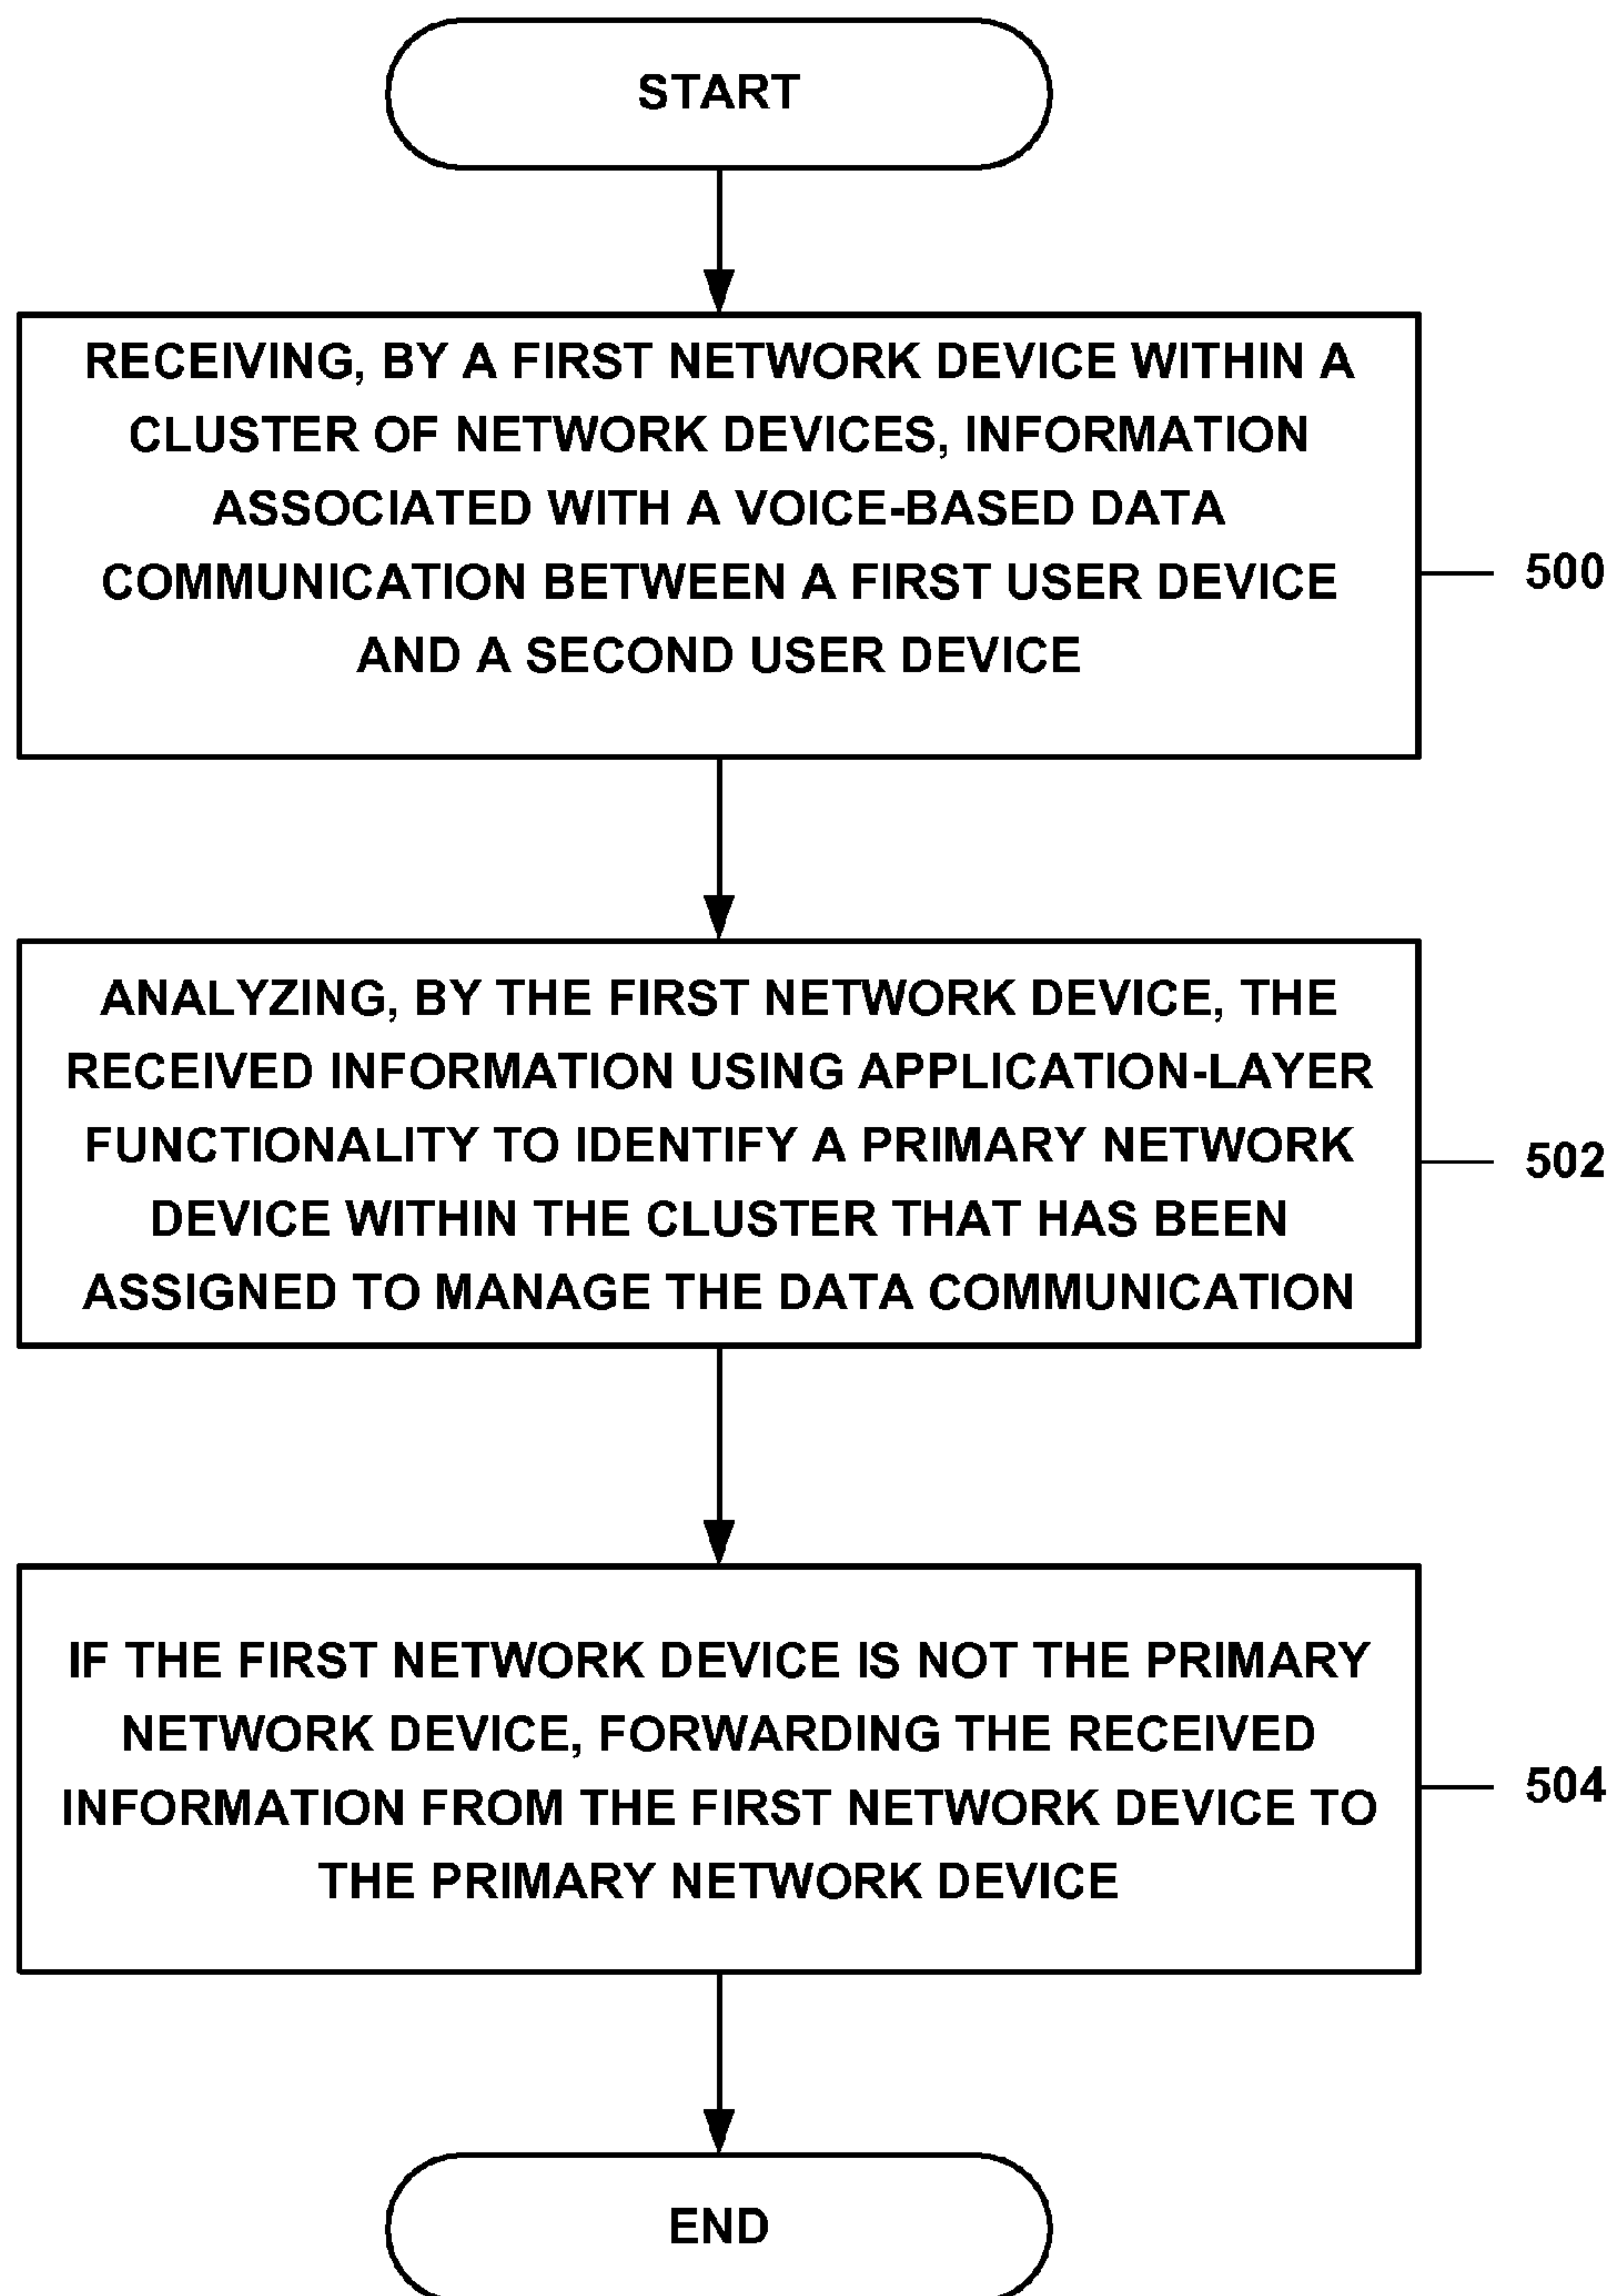 START
RECEIVING, BY A FIRST NETWORK DEVICE WITHIN A
CLUSTER OF NETWORK DEVICES, INFORMATION
ASSOCIATED WITH A VOICE-BASED DATA
COMMUNICATION BETWEEN A FIRST USER DEVICE
AND A SECOND USER DEVICE
500
ANALYZING, BY THE FIRST NETWORK DEVICE, THE
RECEIVED INFORMATION USING APPLICATION-LAYER
FUNCTIONALITY TO IDENTIFY A PRIMARY NETWORK
DEVICE WITHIN THE CLUSTER THAT HAS BEEN
ASSIGNED TO MANAGE THE DATA COMMUNICATION
502
IF THE FIRST NETWORK DEVICE IS NOT THE PRIMARY
NETWORK DEVICE, FORWARDING THE RECEIVED
INFORMATION FROM THE FIRST NETWORK DEVICE TO
THE PRIMARY NETWORK DEVICE
504
END